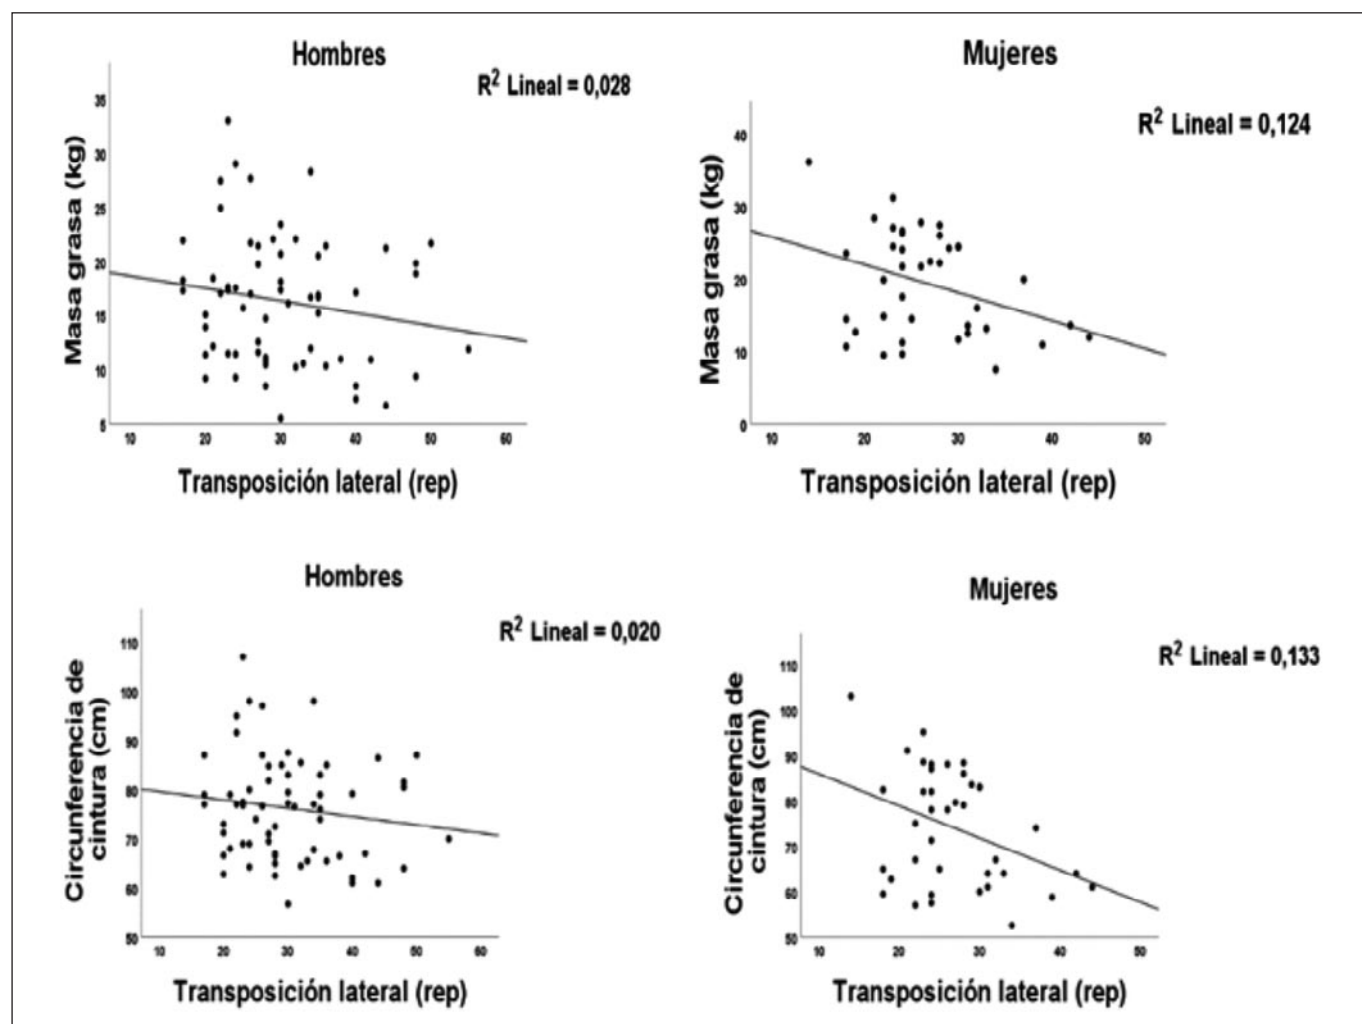 Hombres
R² Lineal = 0,028
Masa grasa (kg)
35
30
25
20
15
10
5
10 20 30 40 50 60
Transposición lateral (rep)
Mujeres
R² Lineal = 0,124
Masa grasa (kg)
40
30
20
10
0
10 20 30 40 50
Transposición lateral (rep)
Hombres
R² Lineal = 0,020
Circunferencia de
cintura (cm)
110
100
90
80
70
60
50
10 20 30 40 50 60
Transposición lateral (rep)
Mujeres
R² Lineal = 0,133
Circunferencia de
cintura (cm)
110
100
90
80
70
60
50
10 20 30 40 50
Transposición lateral (rep)